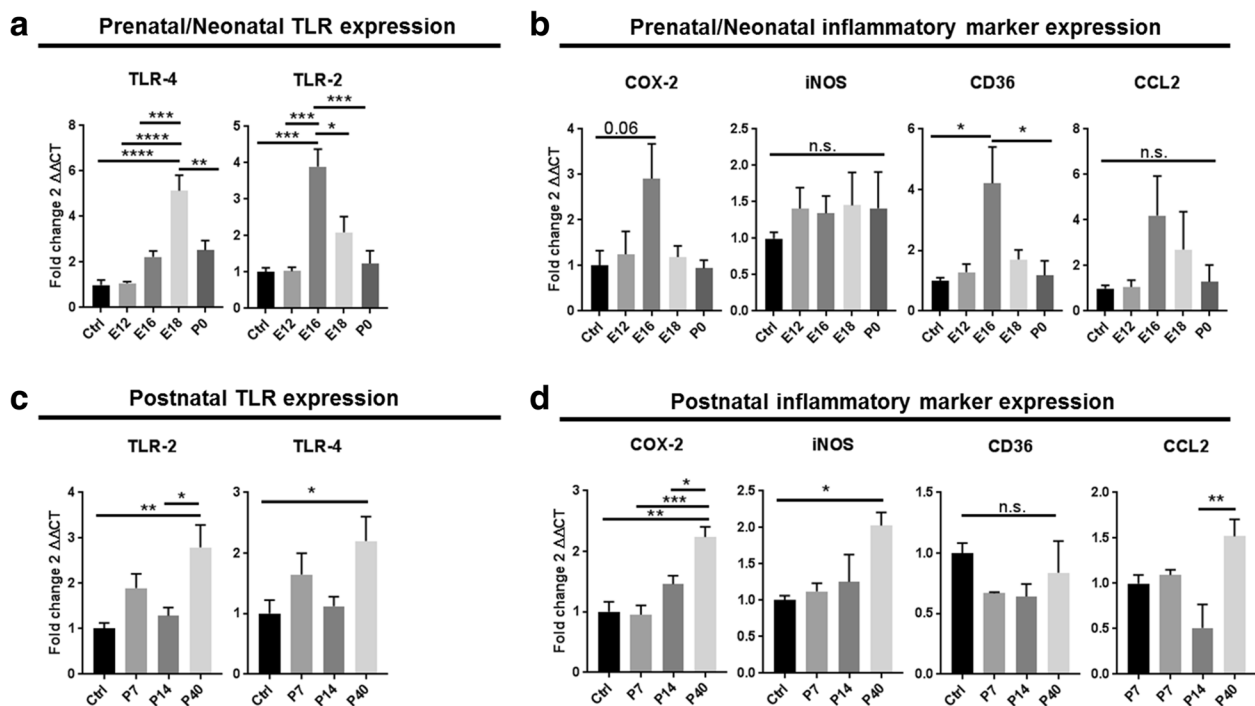 a Prenatal/Neonatal TLR expression
TLR-4
Fold change 2 ΔΔCT
8
6
4
2
0
***
****
****
**
Ctrl E12 E16 E18 P0
TLR-2
5
4
3
2
1
0
***
***
***
*
Ctrl E12 E16 E18 P0
b Prenatal/Neonatal inflammatory marker expression
COX-2
Fold change 2 ΔΔCT
4
3
2
1
0
0.06
Ctrl E12 E16 E18 P0
iNOS
2.5
2.0
1.5
1.0
0.5
0.0
n.s.
Ctrl E12 E16 E18 P0
CD36
6
4
2
0
*
*
Ctrl E12 E16 E18 P0
CCL2
8
6
4
2
0
n.s.
Ctrl E12 E16 E18 P0
c Postnatal TLR expression
TLR-2
Fold change 2 ΔΔCT
4
3
2
1
0
*
**
Ctrl P7 P14 P40
TLR-4
3
2
1
0
*
Ctrl P7 P14 P40
d Postnatal inflammatory marker expression
COX-2
Fold change 2 ΔΔCT
3
2
1
0
*
***
**
Ctrl P7 P14 P40
iNOS
2.5
2.0
1.5
1.0
0.5
0.0
*
Ctrl P7 P14 P40
CD36
1.5
1.0
0.5
0.0
n.s.
Ctrl P7 P14 P40
CCL2
2.0
1.5
1.0
0.5
0.0
**
P7 P7 P14 P40